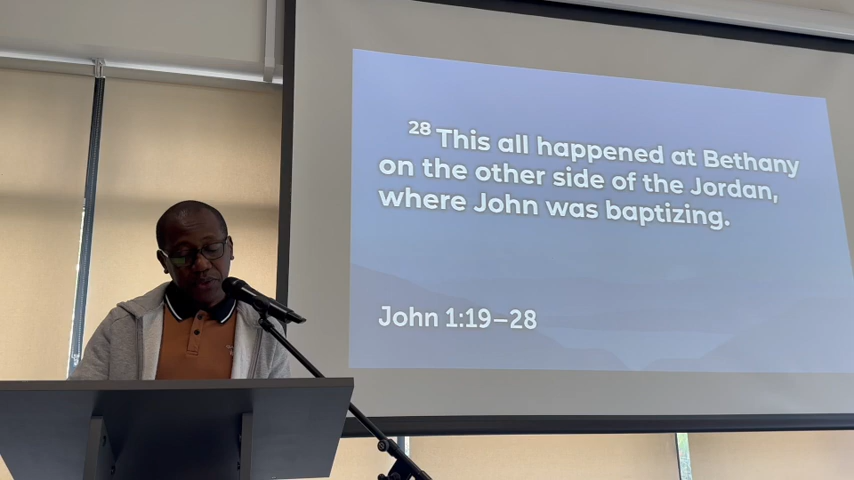 28 This all happened at Bethany
on the other side of the Jordan,
where John was baptizing.
John 1:19–28